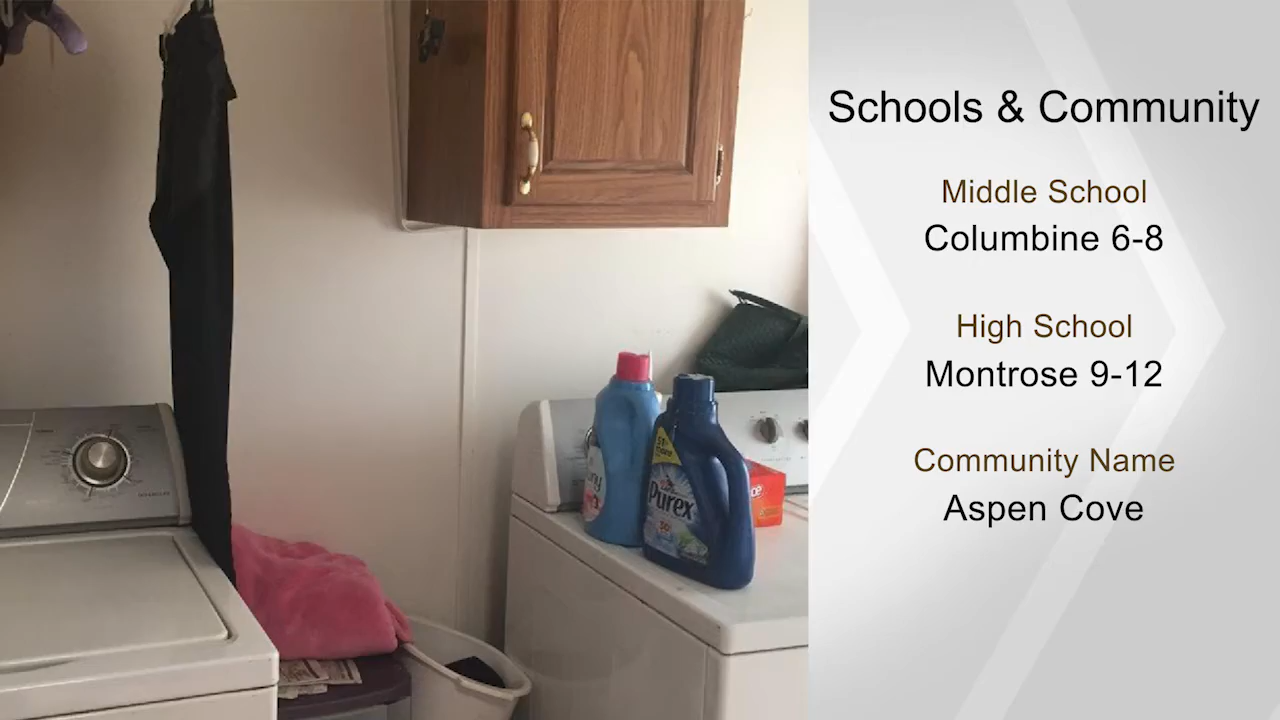 Schools & Community
Middle School
Columbine 6-8
High School
Montrose 9-12
Community Name
Aspen Cove
Purex